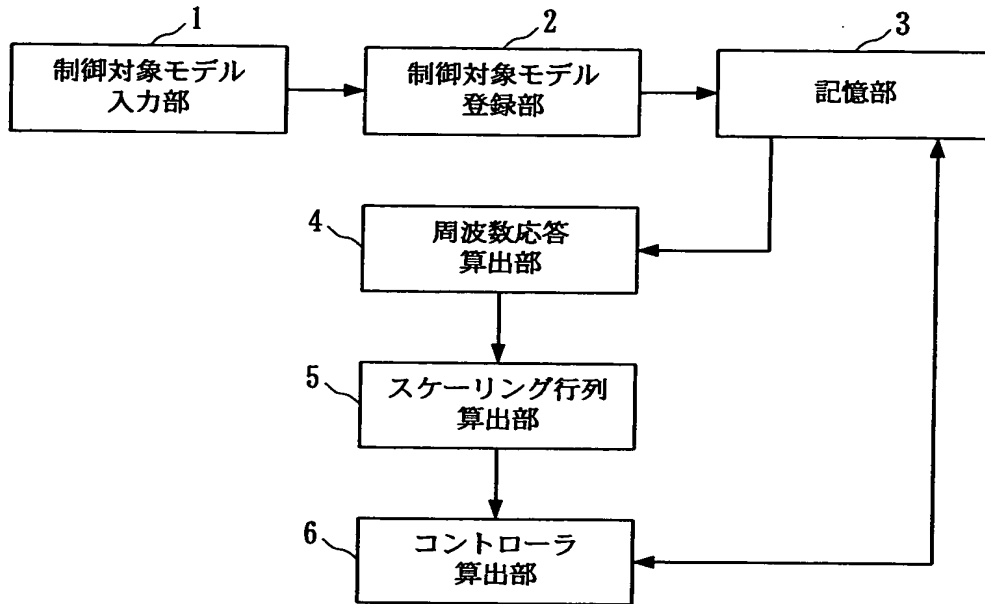 1
制御対象モデル
入力部
2
制御対象モデル
登録部
3
記憶部
4
周波数応答
算出部
5
スケーリング行列
算出部
6
コントローラ
算出部